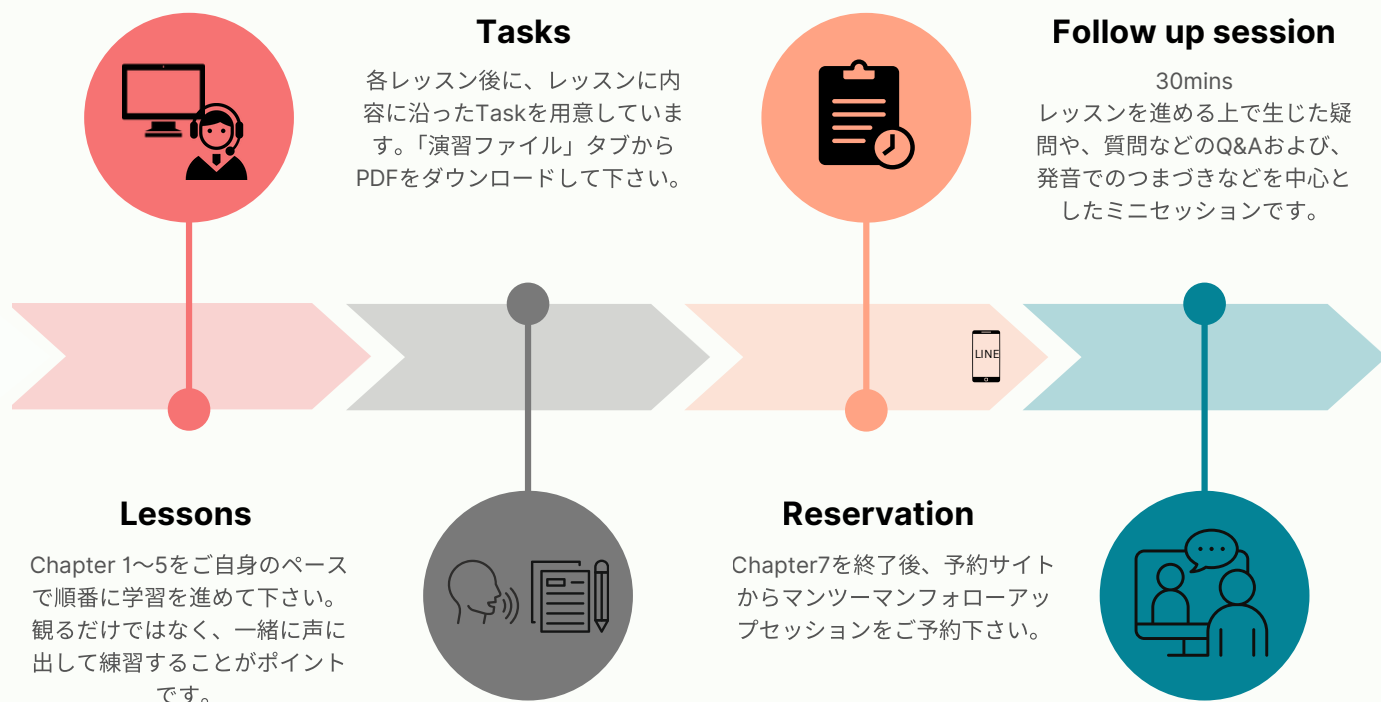 Tasks
各レッスン後に、レッスンに内
容に沿ったTaskを用意していま
す。「演習ファイル」タブから
PDFをダウンロードして下さい。
Follow up session
30mins
レッスンを進める上で生じた疑
問や、質問などのQ&Aおよび、
発音でのつまづきなどを中心と
したミニセッションです。
LINE
Lessons
Chapter 1〜5をご自身のペース
で順番に学習を進めて下さい。
観るだけではなく、一緒に声に
出して練習することがポイント
です。
Reservation
Chapter7を終了後、予約サイト
からマンツーマンフォローアッ
プセッションをご予約下さい。